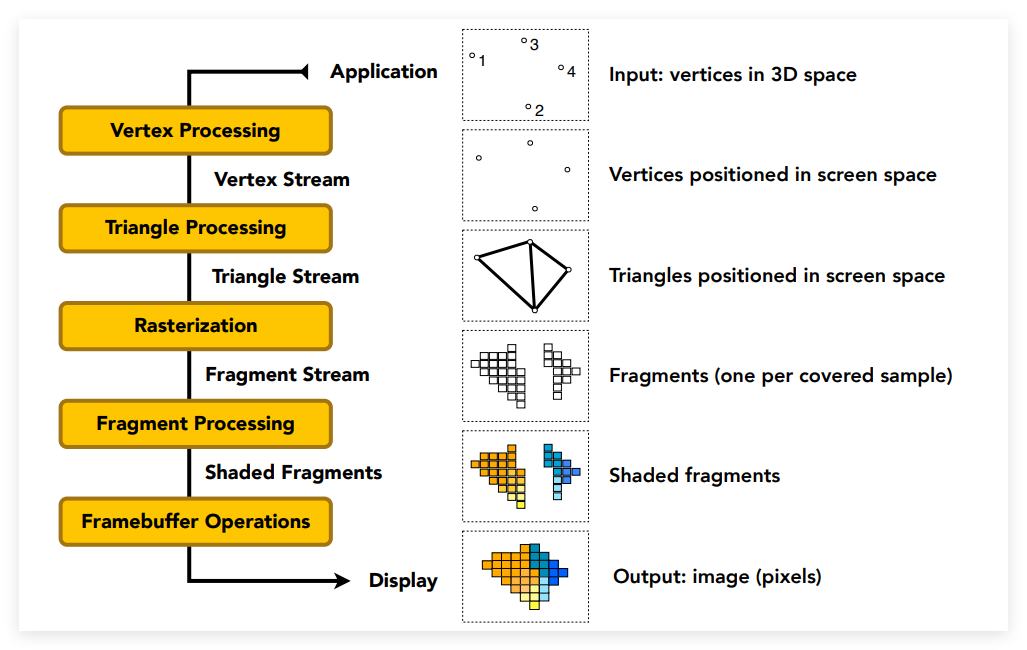 Application
1
3
4
2
Input: vertices in 3D space
Vertex Processing
Vertex Stream
Vertices positioned in screen space
Triangle Processing
Triangle Stream
Triangles positioned in screen space
Rasterization
Fragment Stream
Fragments (one per covered sample)
Fragment Processing
Shaded Fragments
Shaded fragments
Framebuffer Operations
Display
Output: image (pixels)